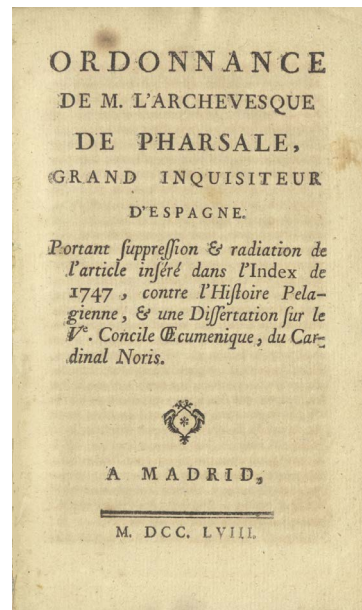 ORDONNANCE
DE M. L'ARCHEVESQUE
DE PHARSALE,
GRAND INQUISITEUR
D'ESPAGNE.
Portant ſuppreſſion & radiation de
l'article inſéré dans l'Index de
1747, contre l'Hiſtoire Pela-
gienne, & une Diſſertation ſur le
Ve. Concile Œcumenique, du Car-
dinal Noris.
A MADRID,
M. DCC. LVIII.